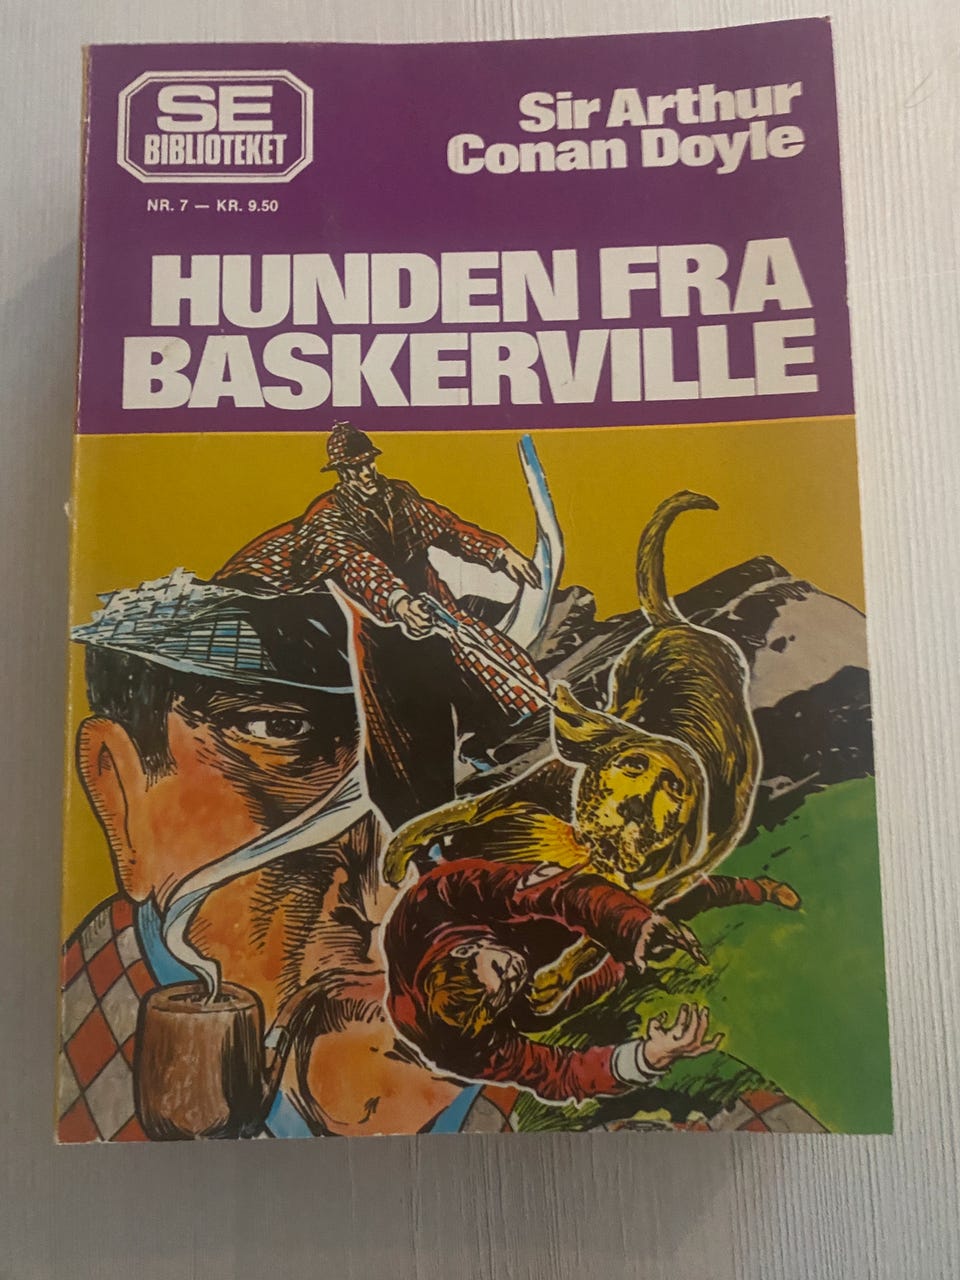 SE
BIBLIOTEKET
NR. 7 — KR. 9.50
Sir Arthur
Conan Doyle
HUNDEN FRA
BASKERVILLE